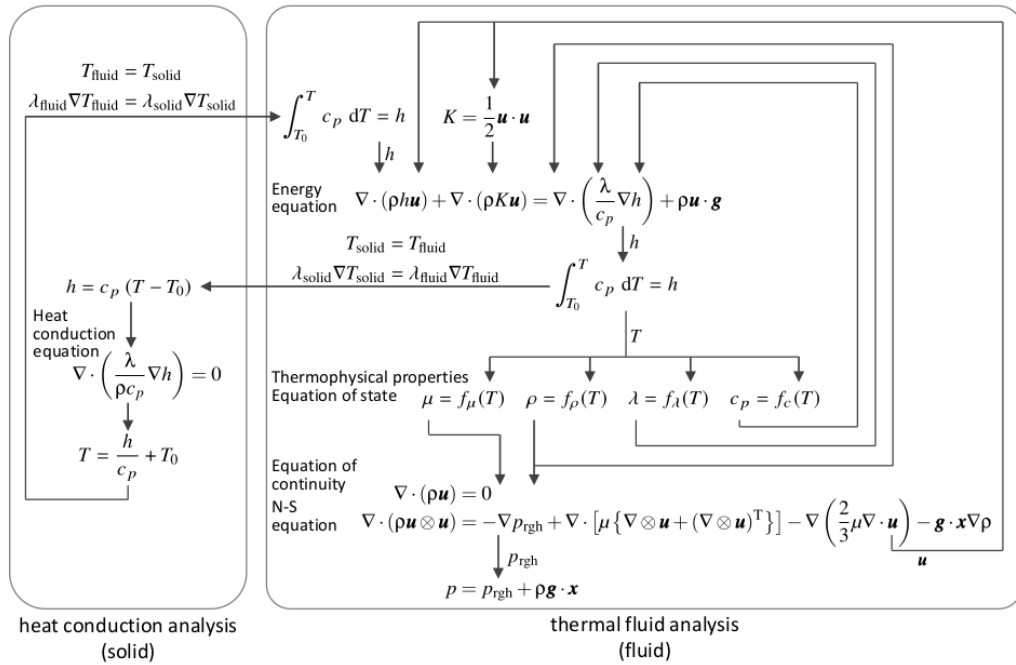 T_fluid = T_solid
λ_fluid ∇T_fluid = λ_solid ∇T_solid
∫_{T_0}^{T} c_p dT = h
K = 1/2 𝒖 · 𝒖
h
Energy
equation
∇ · (ρh𝒖) + ∇ · (ρK𝒖) = ∇ · (λ/c_p ∇h) + ρ𝒖 · 𝒈
h
T_solid = T_fluid
λ_solid ∇T_solid = λ_fluid ∇T_fluid
h = c_p (T − T_0)
∫_{T_0}^{T} c_p dT = h
Heat
conduction
equation
T
∇ · (λ/ρc_p ∇h) = 0
Thermophysical properties
Equation of state
μ = f_μ(T)
ρ = f_ρ(T)
λ = f_λ(T)
c_p = f_c(T)
T = h/c_p + T_0
Equation of
continuity
∇ · (ρ𝒖) = 0
N-S
equation
∇ · (ρ𝒖 ⊗ 𝒖) = −∇p_rgh + ∇ · [μ{∇ ⊗ 𝒖 + (∇ ⊗ 𝒖)^T}] − ∇(2/3 μ∇ · 𝒖) − 𝒈 · 𝒙∇ρ
p_rgh
𝒖
p = p_rgh + ρ𝒈 · 𝒙
heat conduction analysis
(solid)
thermal fluid analysis
(fluid)